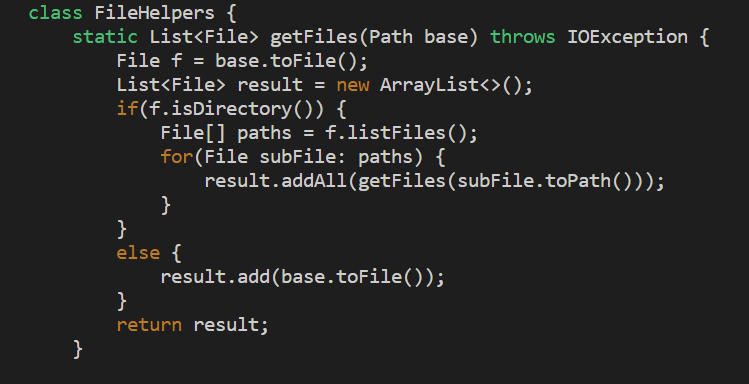 class FileHelpers {
    static List<File> getFiles(Path base) throws IOException {
        File f = base.toFile();
        List<File> result = new ArrayList<>();
        if(f.isDirectory()) {
            File[] paths = f.listFiles();
            for(File subFile: paths) {
                result.addAll(getFiles(subFile.toPath()));
            }
        }
        else {
            result.add(base.toFile());
        }
        return result;
    }